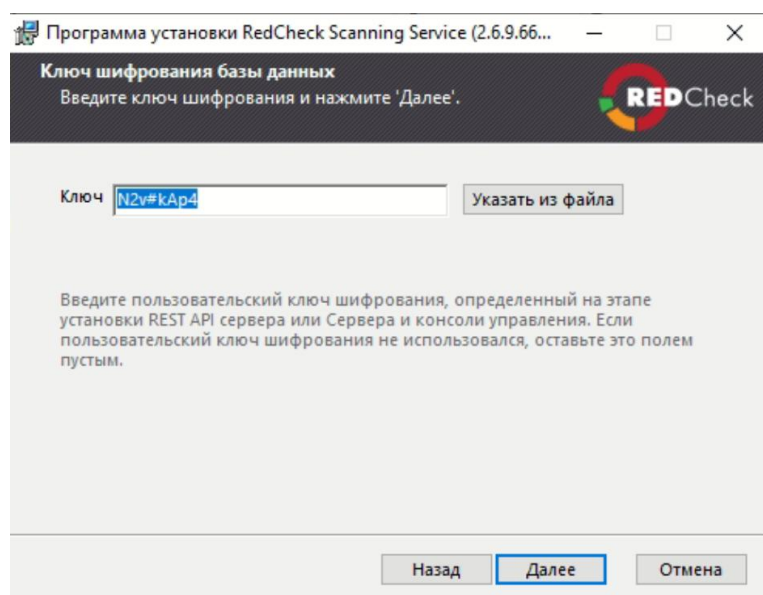 Программа установки RedCheck Scanning Service (2.6.9.66...
Ключ шифрования базы данных
Введите ключ шифрования и нажмите 'Далее'.
REDCheck
Ключ N2v#kAp4 Указать из файла
Введите пользовательский ключ шифрования, определенный на этапе
установки REST API сервера или Сервера и консоли управления. Если
пользовательский ключ шифрования не использовался, оставьте это полем
пустым.
Назад Далее Отмена